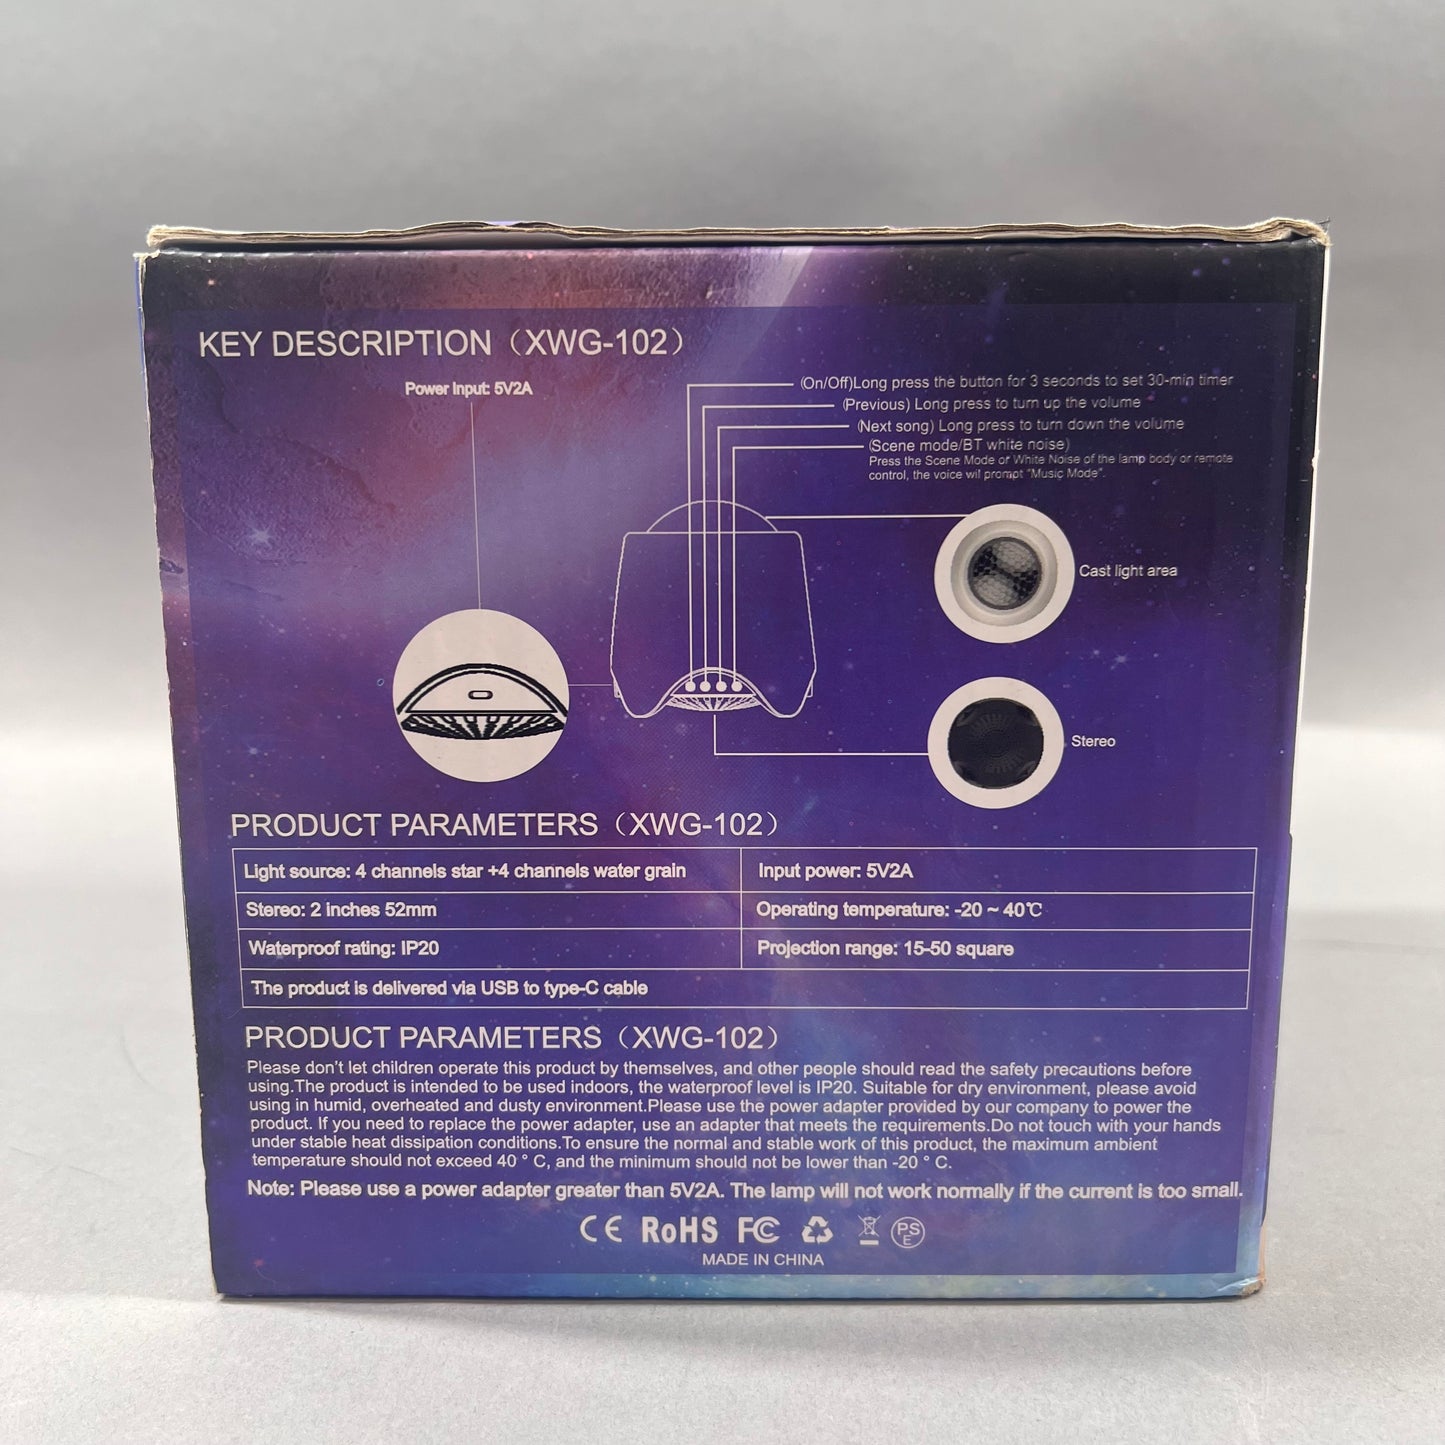 KEY DESCRIPTION（XWG-102）
Power Input: 5V2A
(On/Off)Long press the button for 3 seconds to set 30-min timer
(Previous) Long press to turn up the volume
(Next song) Long press to turn down the volume
(Scene mode/BT white noise)
Press the Scene Mode or White Noise of the lamp body or remote
control, the voice wil prompt "Music Mode".
Cast light area
Stereo
PRODUCT PARAMETERS（XWG-102）
Light source: 4 channels star +4 channels water grain
Input power: 5V2A
Stereo: 2 inches 52mm
Operating temperature: -20 ~ 40℃
Waterproof rating: IP20
Projection range: 15-50 square
The product is delivered via USB to type-C cable
PRODUCT PARAMETERS（XWG-102）
Please don't let children operate this product by themselves, and other people should read the safety precautions before
using.The product is intended to be used indoors, the waterproof level is IP20. Suitable for dry environment, please avoid
using in humid, overheated and dusty environment.Please use the power adapter provided by our company to power the
product. If you need to replace the power adapter, use an adapter that meets the requirements.Do not touch with your hands
under stable heat dissipation conditions.To ensure the normal and stable work of this product, the maximum ambient
temperature should not exceed 40 ° C, and the minimum should not be lower than -20 ° C.
Note: Please use a power adapter greater than 5V2A. The lamp will not work normally if the current is too small.
CE RoHS FC PSE
MADE IN CHINA